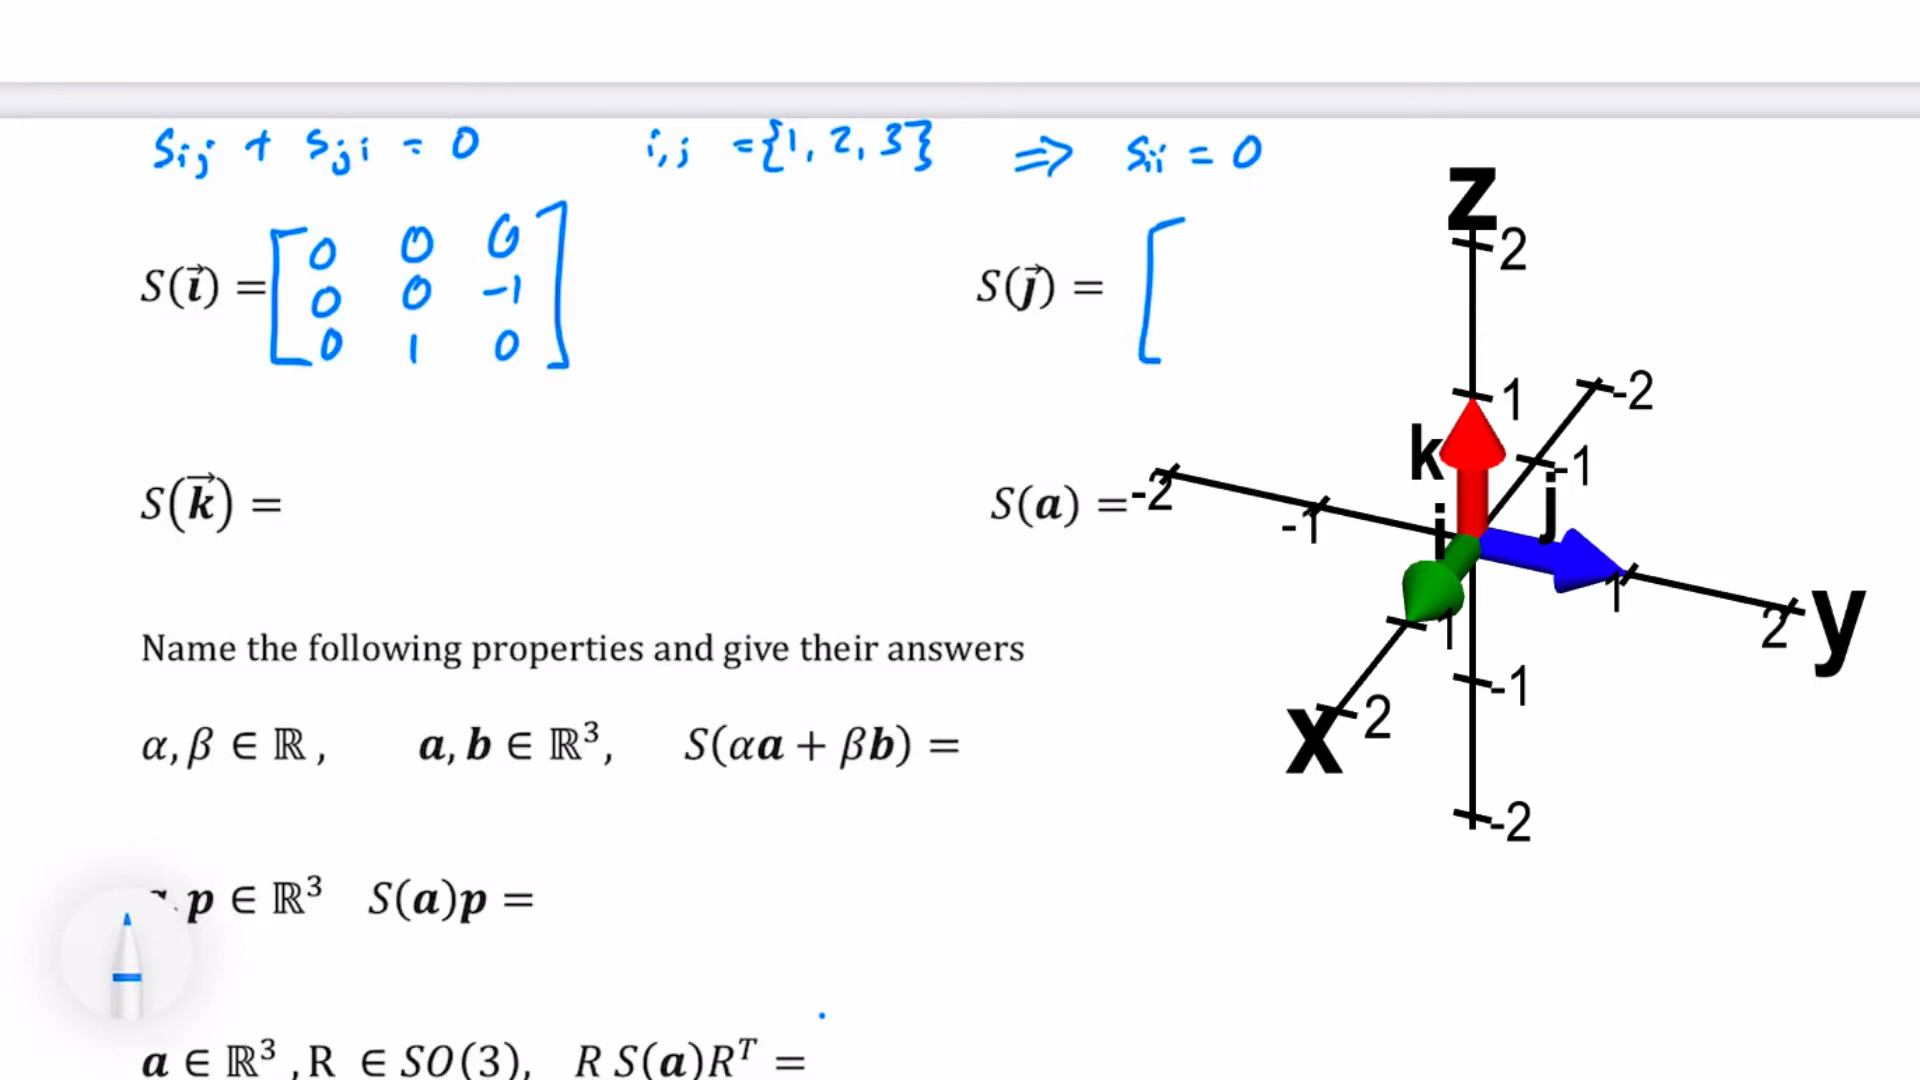 Sij + Sji = 0 i,j ={1, 2, 3} ⇒ Sii = 0
S(i⃗) = [0 0 0
0 0 -1
0 1 0]
S(j⃗) = [
S(k⃗) =
S(a) =
Name the following properties and give their answers
α, β ∈ ℝ , a, b ∈ ℝ³, S(αa + βb) =
p ∈ ℝ³ S(a)p =
a ∈ ℝ³ , R ∈ SO(3), R S(a)Rᵀ =
z
2
1
-2
-1
k
j
i
-2
-1
1
2
y
1
2
x
-1
-2